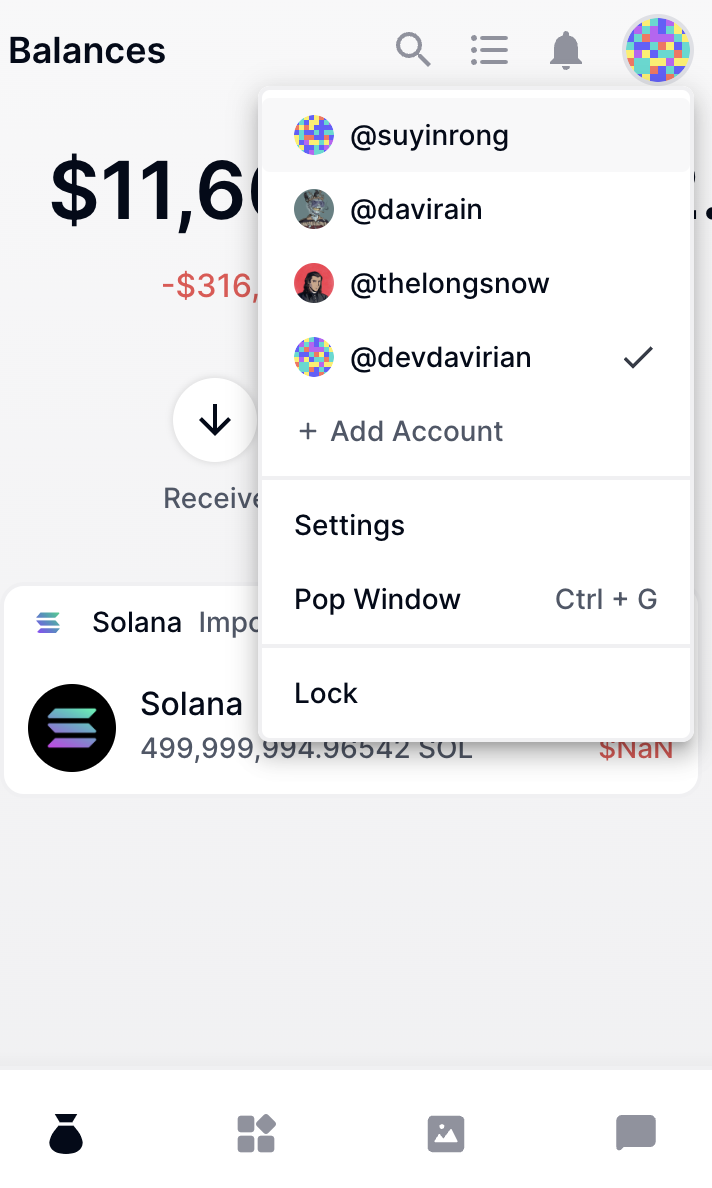 Balances
$11,6
-$316,
@suyinrong
@davirain
@thelongsnow
@devdavirian
+ Add Account
Receive
Settings
Pop Window Ctrl + G
Solana Impo
Lock
Solana
499,999,994.96542 SOL $NaN